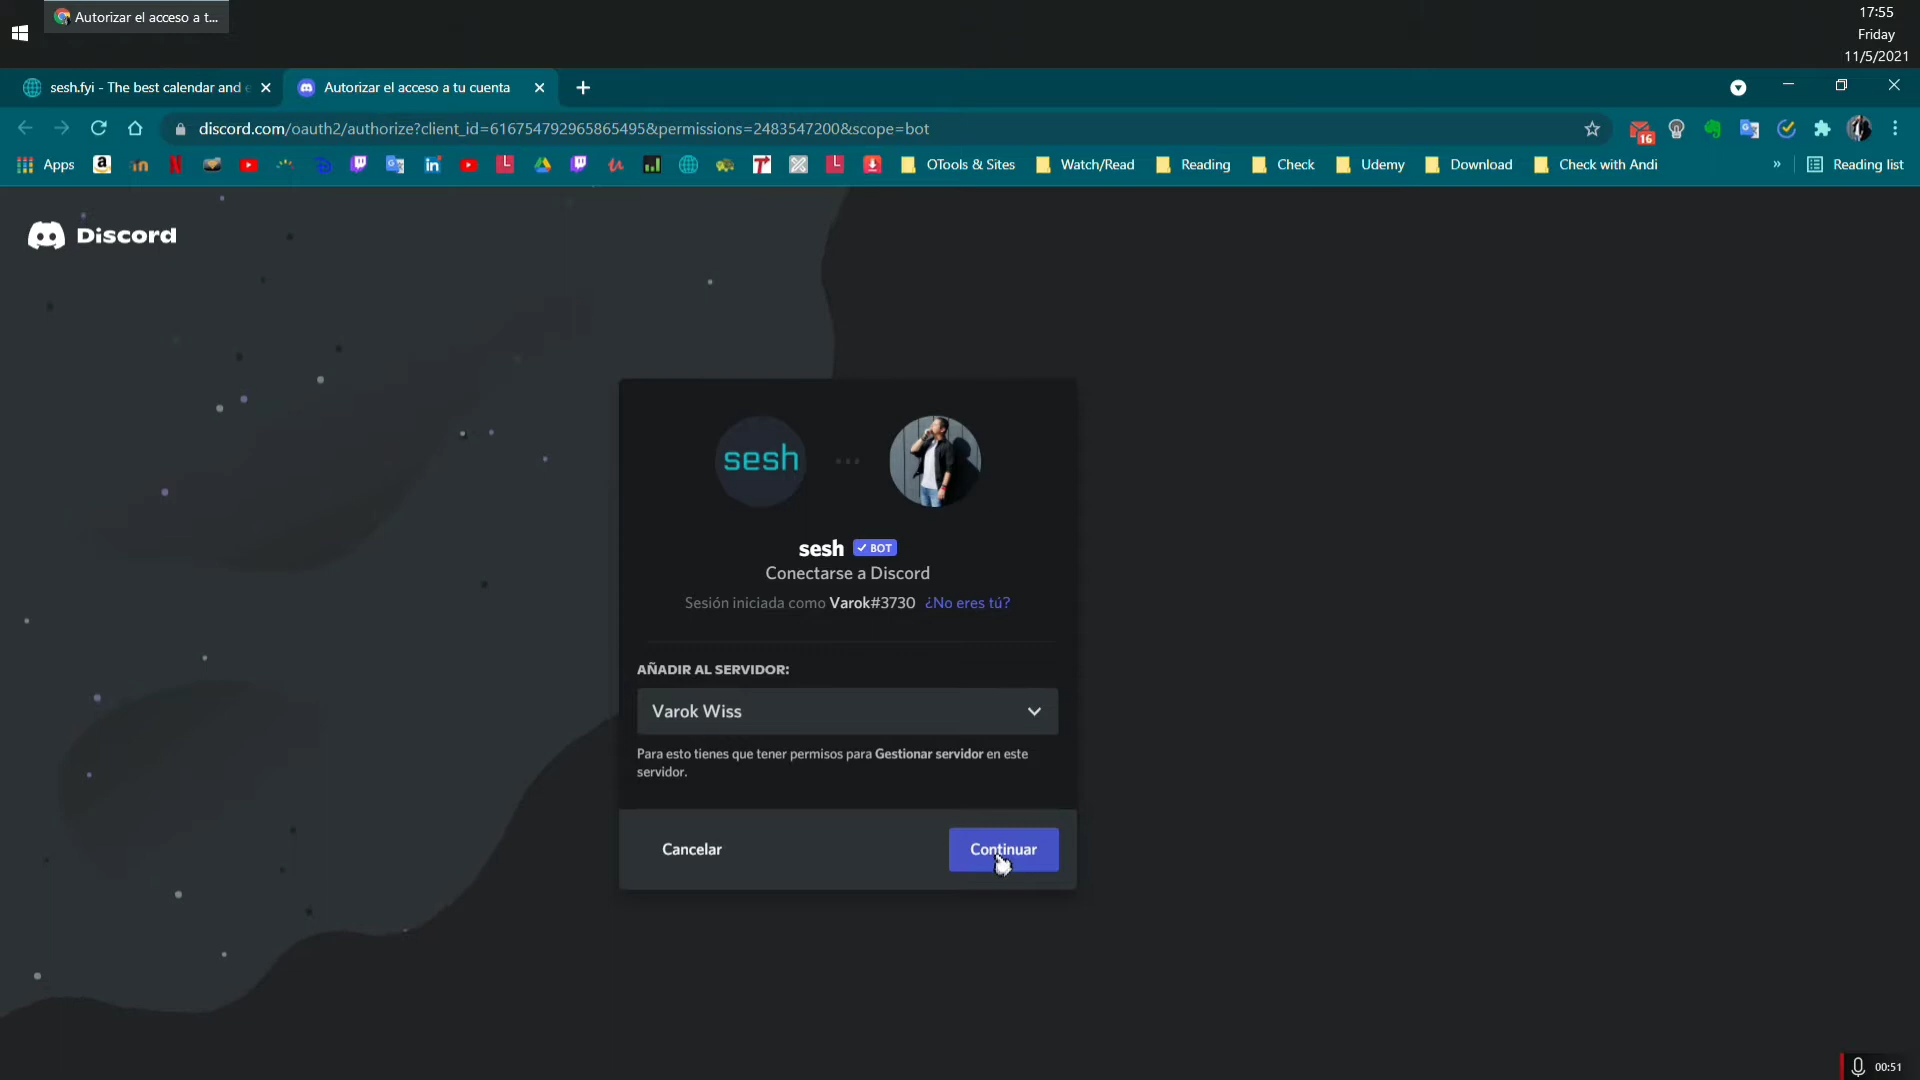 Autorizar el acceso a t...
17:55
Friday
11/5/2021
sesh.fyi - The best calendar and
Autorizar el acceso a tu cuenta
discord.com/oauth2/authorize?client_id=616754792965865495&permissions=2483547200&scope=bot
16
Apps
OTools & Sites
Watch/Read
Reading
Check
Udemy
Download
Check with Andi
»
Reading list
Discord
sesh
sesh BOT
Conectarse a Discord
Sesión iniciada como Varok#3730 ¿No eres tú?
AÑADIR AL SERVIDOR:
Varok Wiss
Para esto tienes que tener permisos para Gestionar servidor en este
servidor.
Cancelar
Continuar
00:51